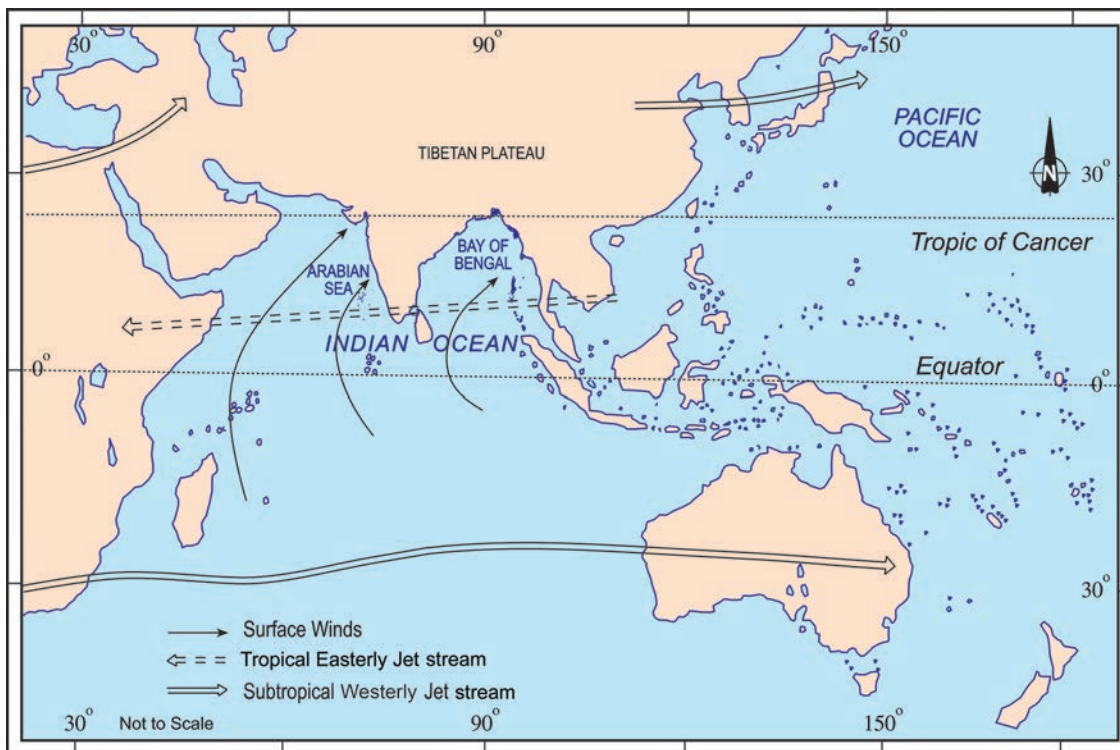 30°
90°
150°
PACIFIC
OCEAN
TIBETAN PLATEAU
N
30°
Tropic of Cancer
ARABIAN
SEA
BAY OF
BENGAL
INDIAN OCEAN
0°
Equator
0°
30°
Surface Winds
Tropical Easterly Jet stream
Subtropical Westerly Jet stream
30°
Not to Scale
90°
150°